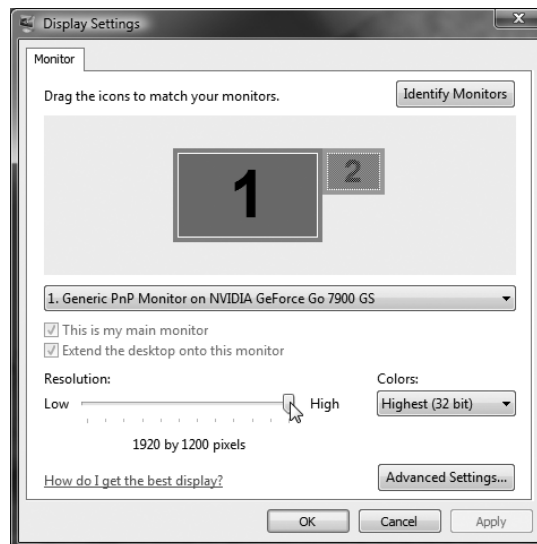 Display Settings
Monitor
Drag the icons to match your monitors.
Identify Monitors
1
2
1. Generic PnP Monitor on NVIDIA GeForce Go 7900 GS
This is my main monitor
Extend the desktop onto this monitor
Resolution:
Colors:
Low
High
Highest (32 bit)
1920 by 1200 pixels
How do I get the best display?
Advanced Settings...
OK
Cancel
Apply